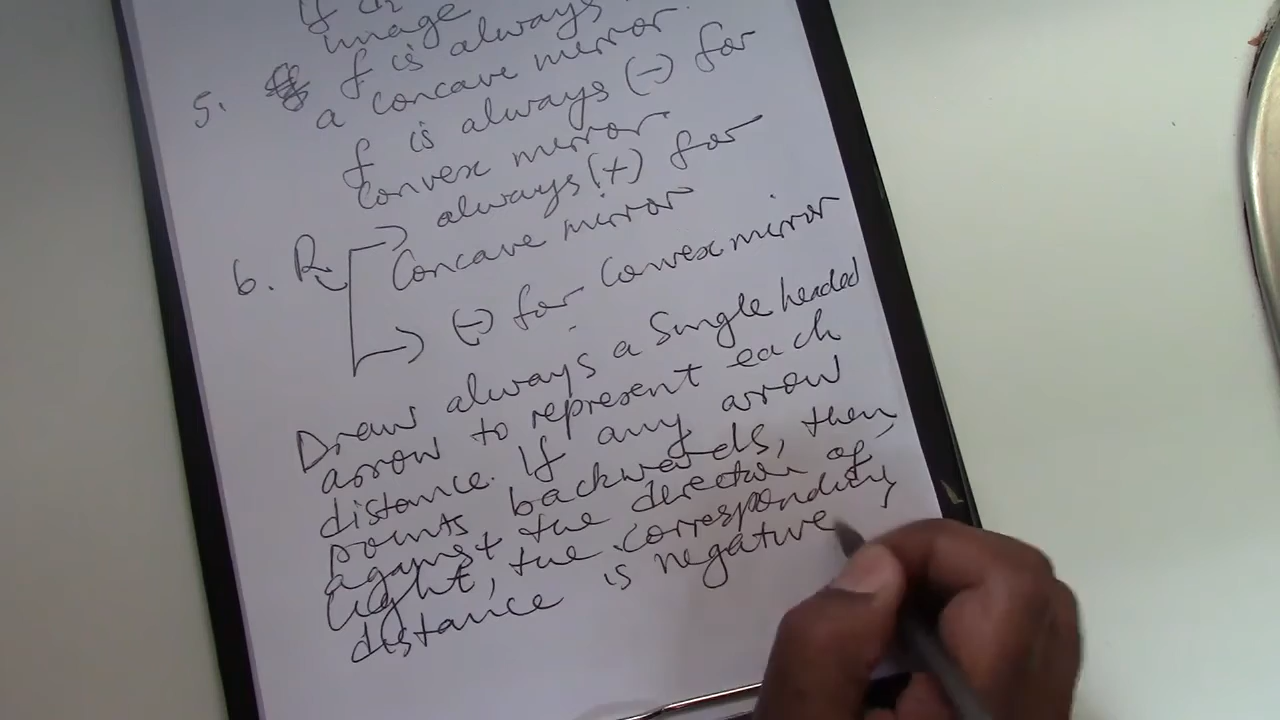 If
image
5. f is always
a concave mirror.
f is always (-) for
convex mirror
6. R → always (+) for
Concave mirror
→ (-) for Convex mirror
Draw always a Single headed
arrow to represent each
distance. If any arrow
points backwards, then,
against the direction of
light, the corresponding
distance is negative